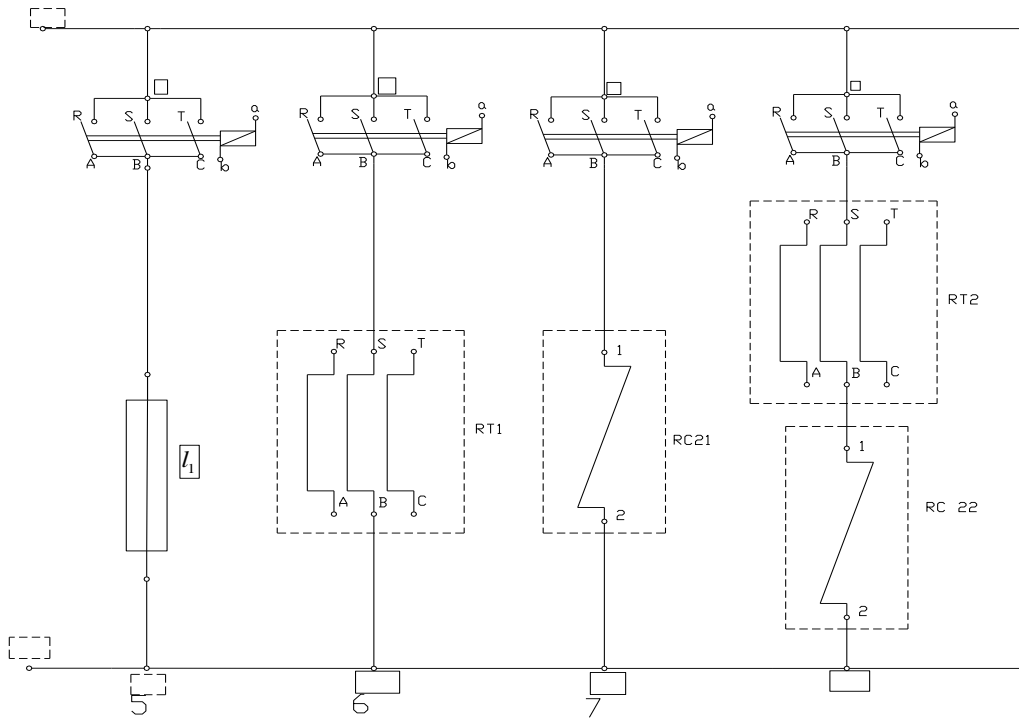 R S T a
A B C b
R S T a
A B C b
R S T a
A B C b
R S T a
A B C b
l1
R S T
RT1
A B C
1
RC21
2
R S T
RT2
A B C
1
RC 22
2
5 6 7